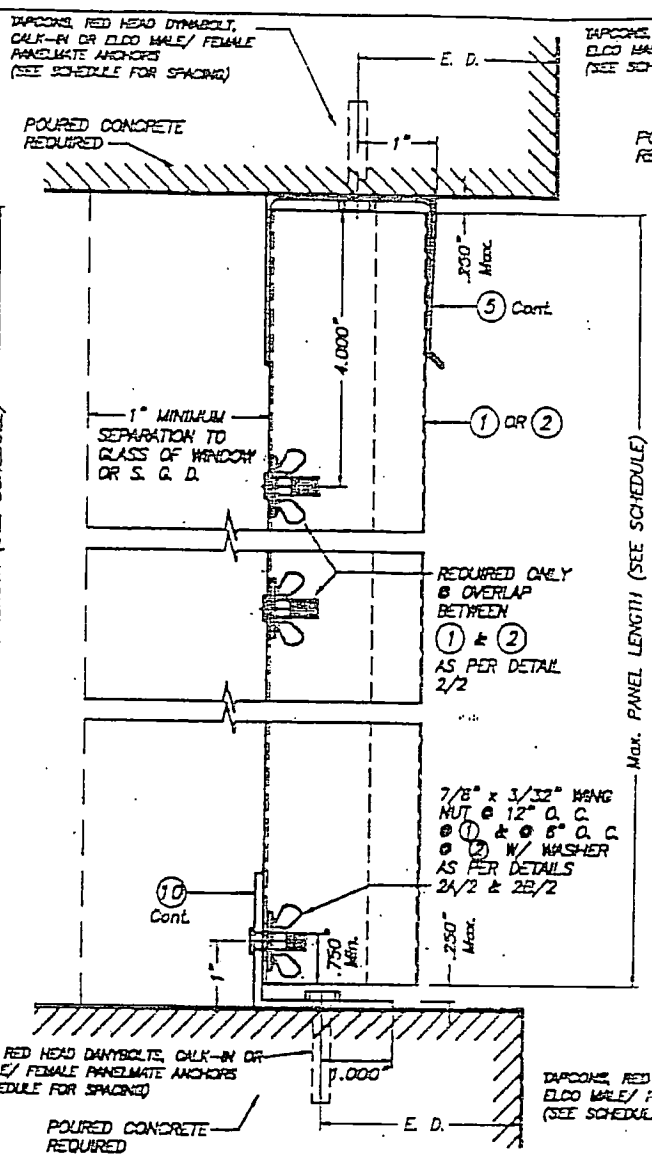 TAPCONS, RED HEAD DYNABOLT,
CALK-IN OR ELCO MALE/ FEMALE
PANELMATE ANCHORS
(SEE SCHEDULE FOR SPACING)
TAPCONS,
ELCO MA
(SEE SCH
E. D.
POURED CONCRETE
REQUIRED
1"
PO
RE
.250"
Max.
5 Cont.
4.000"
1" MINIMUM
SEPARATION TO
GLASS OF WINDOW
OR S. G. D.
1 OR 2
REQUIRED ONLY
@ OVERLAP
BETWEEN
1 & 2
AS PER DETAIL
2/2
Max. PANEL LENGTH (SEE SCHEDULE)
7/8" x 3/32" WING
NUT @ 12" O. C.
@ 1 & @ 6" O. C.
@ 2 W/ WASHER
AS PER DETAILS
2A/2 & 2B/2
10
Cont.
1"
.750
Min.
.250"
Max.
RED HEAD DANYBOLTS, CALK-IN OR
E/ FEMALE PANELMATE ANCHORS
HEDULE FOR SPACING)
1.000"
POURED CONCRETE
REQUIRED
E. D.
TAPCONS, RED
ELCO MALE/ F
(SEE SCHEDUL